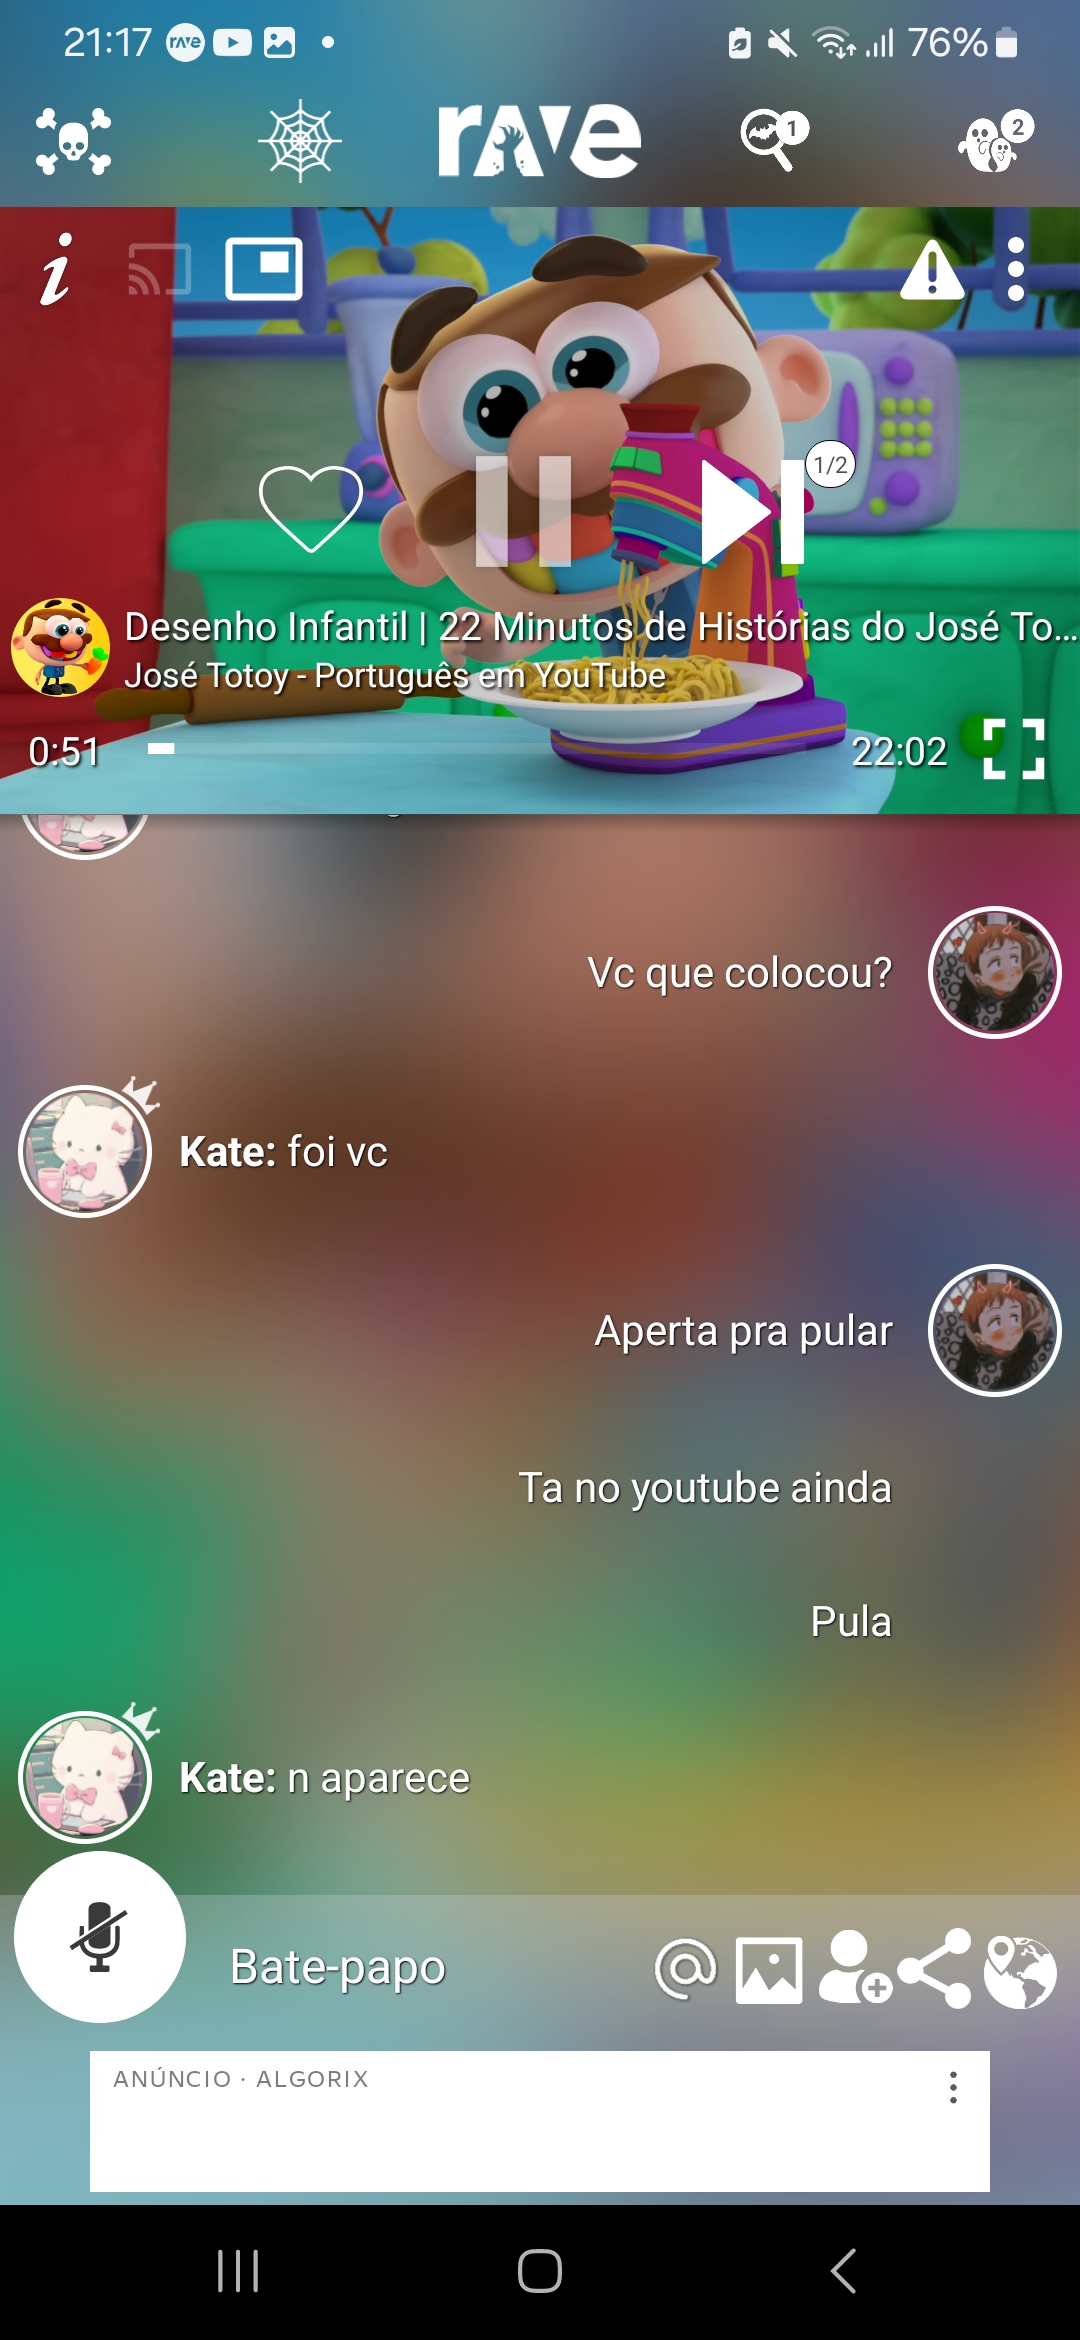 21:17
rave
76%
rave
1
2
1/2
Desenho Infantil | 22 Minutos de Histórias do José To...
José Totoy - Português em YouTube
0:51
22:02
Vc que colocou?
Kate: foi vc
Aperta pra pular
Ta no youtube ainda
Pula
Kate: n aparece
Bate-papo
ANÚNCIO · ALGORIX